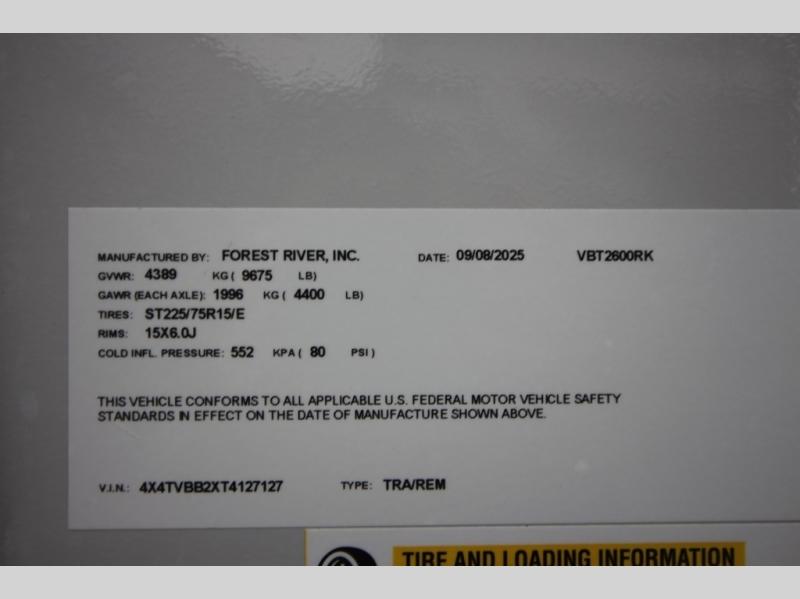 MANUFACTURED BY: FOREST RIVER, INC. DATE: 09/08/2025 VBT2600RK
GVWR: 4389 KG ( 9675 LB)
GAWR (EACH AXLE): 1996 KG ( 4400 LB)
TIRES: ST225/75R15/E
RIMS: 15X6.0J
COLD INFL. PRESSURE: 552 KPA ( 80 PSI )
THIS VEHICLE CONFORMS TO ALL APPLICABLE U.S. FEDERAL MOTOR VEHICLE SAFETY
STANDARDS IN EFFECT ON THE DATE OF MANUFACTURE SHOWN ABOVE.
V.I.N.: 4X4TVBB2XT4127127 TYPE: TRA/REM
TIRE AND LOADING INFORMATION